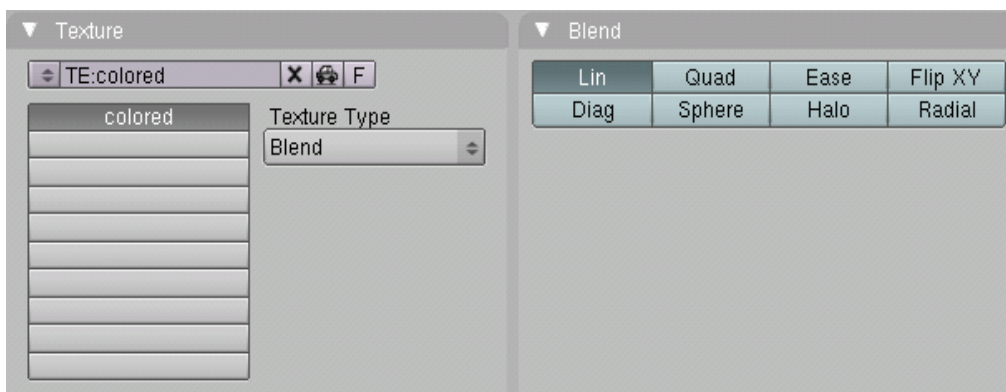 Texture
TE:colored
F
colored
Texture Type
Blend
Blend
Lin Quad Ease Flip XY
Diag Sphere Halo Radial